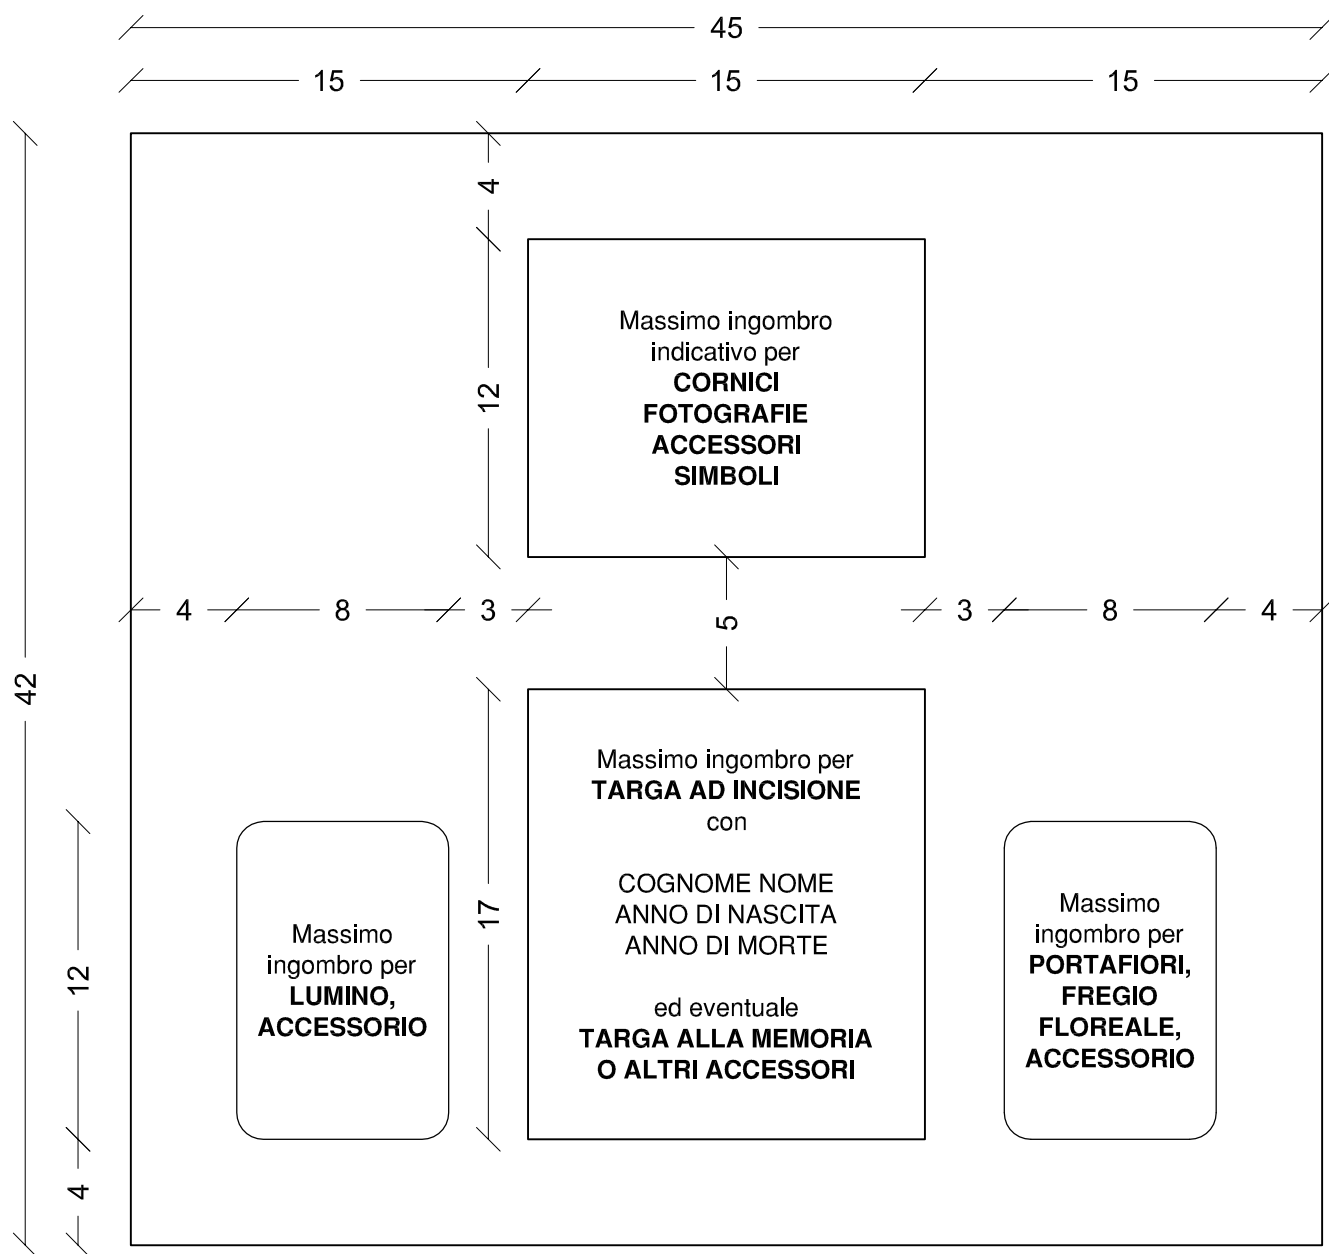 45
15
15
15
4
Massimo ingombro
indicativo per
CORNICI
FOTOGRAFIE
ACCESSORI
SIMBOLI
12
4
8
3
5
3
8
4
42
Massimo ingombro per
TARGA AD INCISIONE
con
COGNOME NOME
ANNO DI NASCITA
ANNO DI MORTE
ed eventuale
TARGA ALLA MEMORIA
O ALTRI ACCESSORI
17
Massimo
ingombro per
LUMINO,
ACCESSORIO
Massimo
ingombro per
PORTAFIORI,
FREGIO
FLOREALE,
ACCESSORIO
12
4